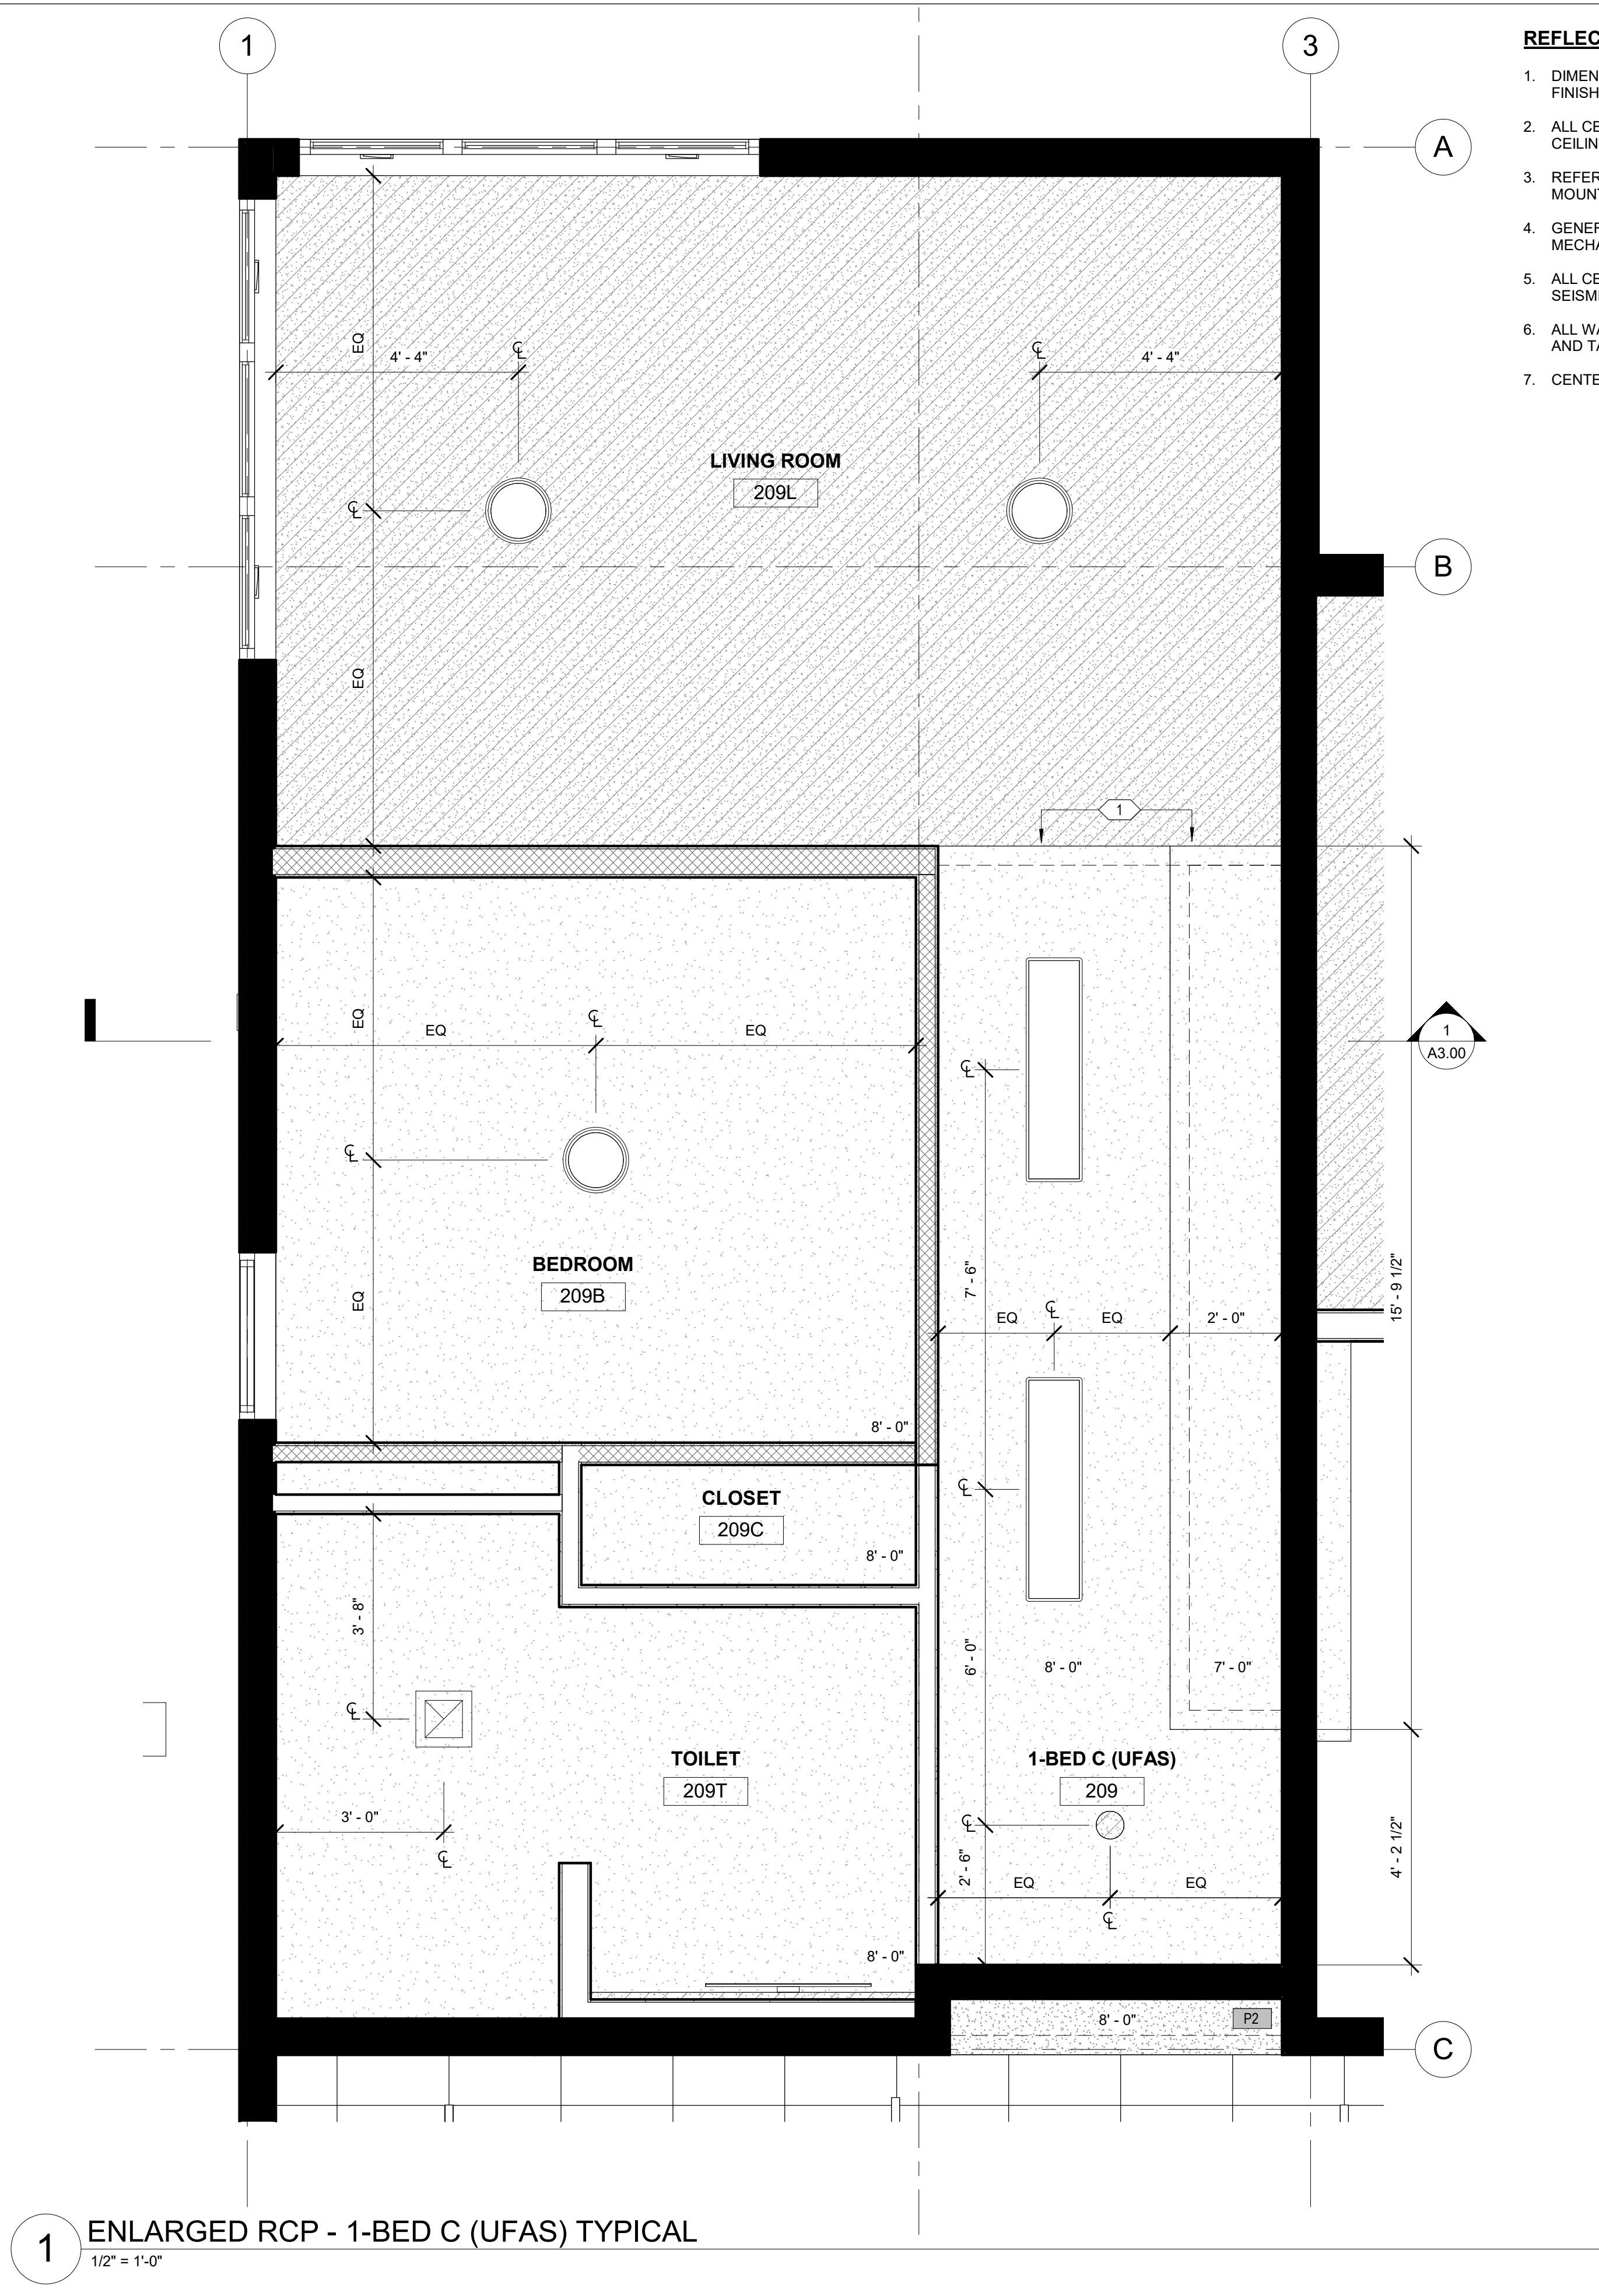 1
3
REFLEC
1. DIMEN
FINISH
2. ALL CE
CEILIN
A
3. REFER
MOUNT
4. GENER
MECHA
5. ALL CE
SEISMI
6. ALL WA
AND TA
7. CENTE
EQ
4' - 4"
℄
℄
4' - 4"
LIVING ROOM
209L
℄
B
EQ
1
EQ
EQ
℄
EQ
1
A3.00
℄
℄
BEDROOM
209B
EQ
7' - 6"
EQ
℄
EQ
2' - 0"
15' - 9 1/2"
8' - 0"
CLOSET
209C
8' - 0"
℄
3' - 8"
6' - 0"
8' - 0"
7' - 0"
℄
TOILET
209T
1-BED C (UFAS)
209
3' - 0"
℄
℄
4' - 2 1/2"
2' - 6"
EQ
EQ
℄
8' - 0"
8' - 0"
P2
C
1
ENLARGED RCP - 1-BED C (UFAS) TYPICAL
1/2" = 1'-0"